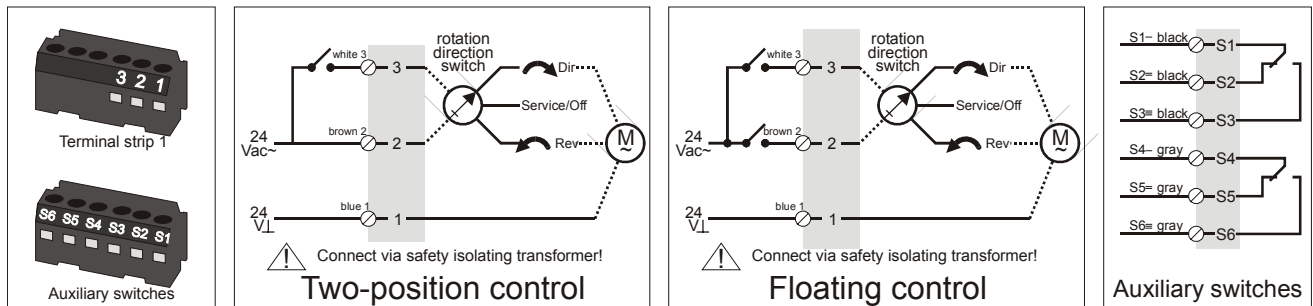 3 2 1
Terminal strip 1
S6 S5 S4 S3 S2 S1
Auxiliary switches
rotation
direction
switch
white 3
3
Dir
Service/Off
24
Vac~
brown 2
2
Rev
M
~
24
V⊥
blue 1
1
! Connect via safety isolating transformer!
Two-position control
rotation
direction
switch
white 3
3
Dir
Service/Off
24
Vac~
brown 2
2
Rev
M
~
24
V⊥
blue 1
1
! Connect via safety isolating transformer!
Floating control
S1− black S1
S2= black S2
S3≡ black S3
S4− gray S4
S5= gray S5
S6≡ gray S6
Auxiliary switches